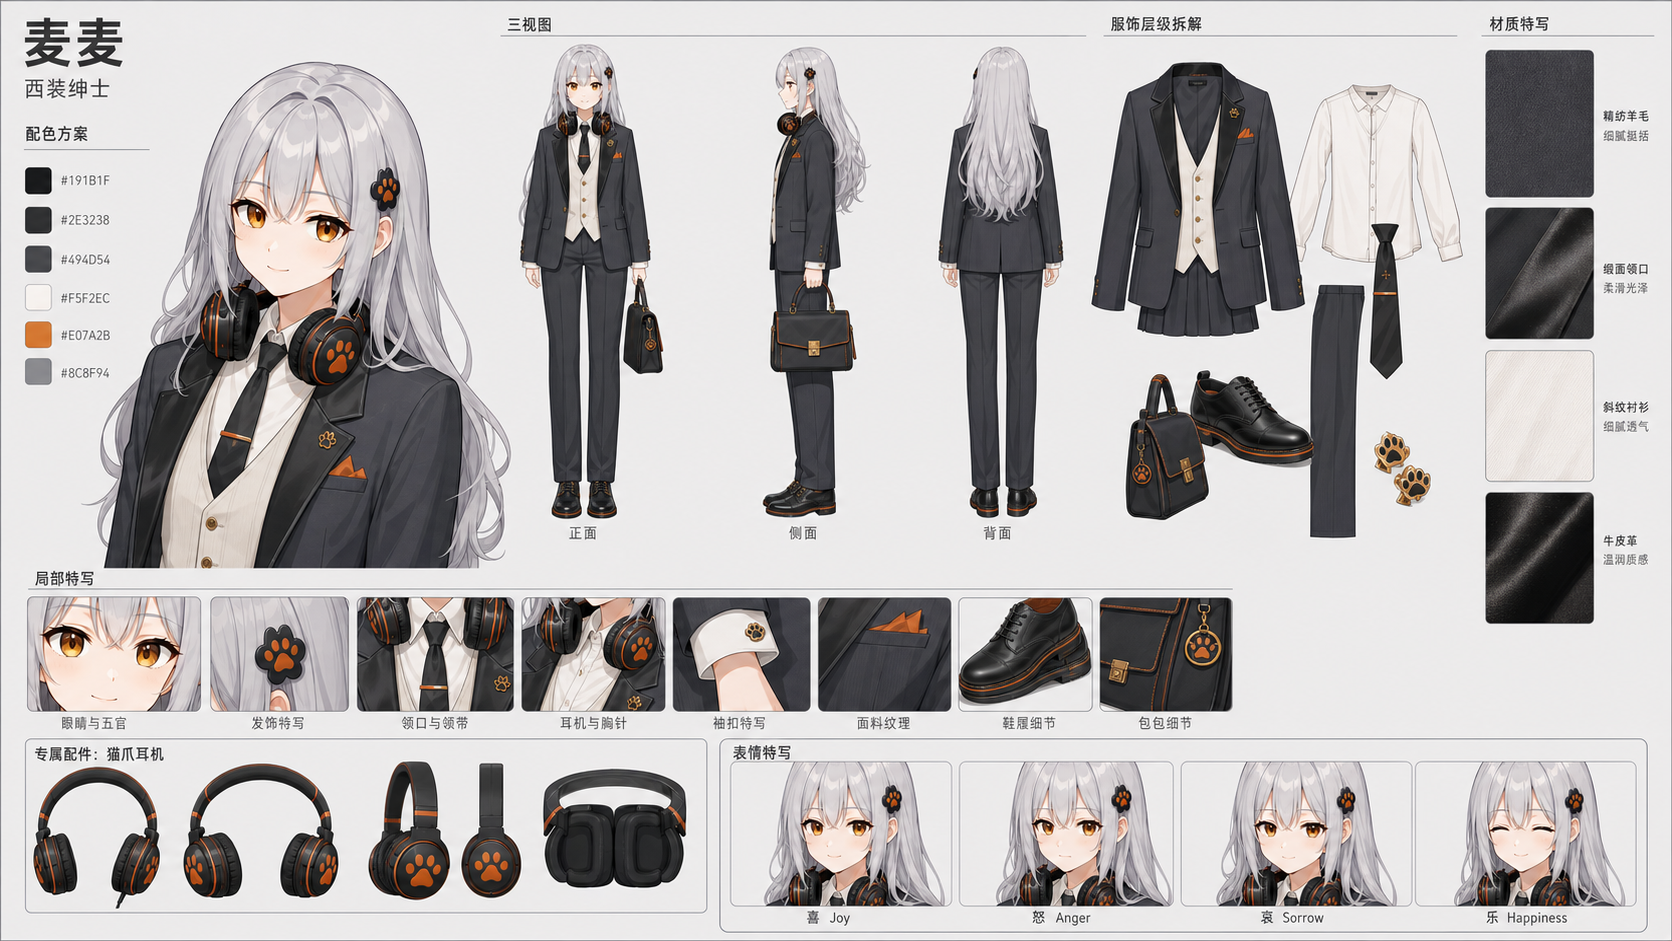 麦麦
西装绅士
配色方案
#191B1F
#2E3238
#494D54
#F5F2EC
#E07A2B
#8C8F94
三视图
正面
侧面
背面
服饰层级拆解
材质特写
精纺羊毛
细腻挺括
缎面领口
柔滑光泽
斜纹衬衫
细腻透气
牛皮革
温润质感
局部特写
眼睛与五官
发饰特写
领口与领带
耳机与胸针
袖扣特写
面料纹理
鞋履细节
包包细节
专属配件：猫爪耳机
表情特写
喜 Joy
怒 Anger
哀 Sorrow
乐 Happiness